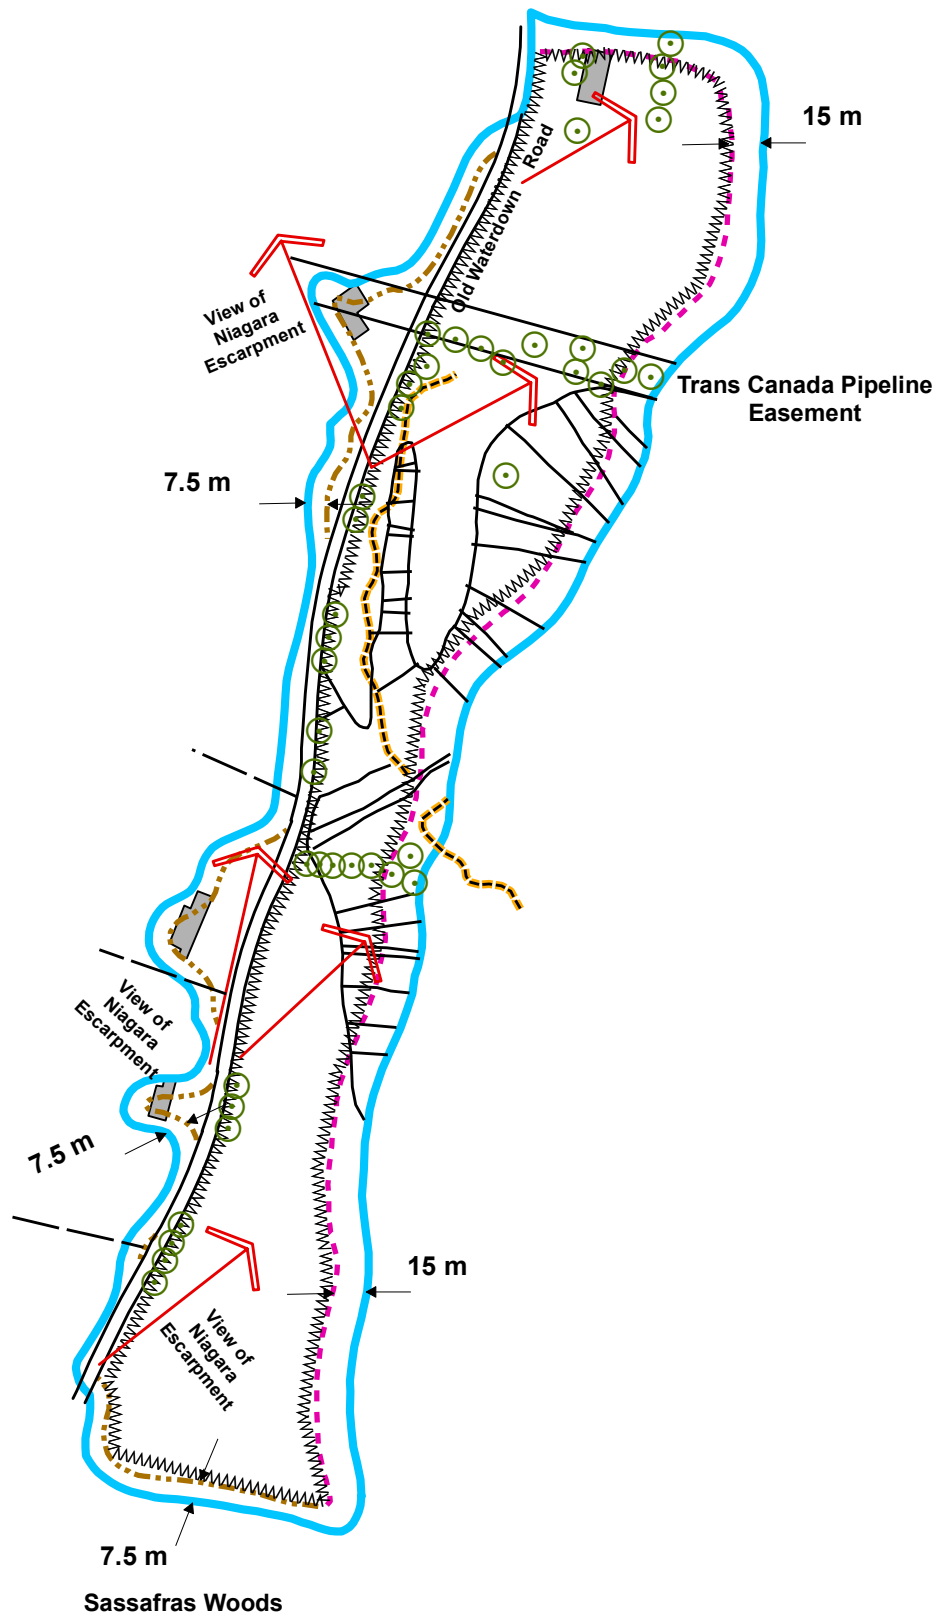 15 m
Old Waterdown Road
View of
Niagara
Escarpment
Trans Canada Pipeline
Easement
7.5 m
View of
Niagara
Escarpment
7.5 m
15 m
View of
Niagara
Escarpment
7.5 m
Sassafras Woods